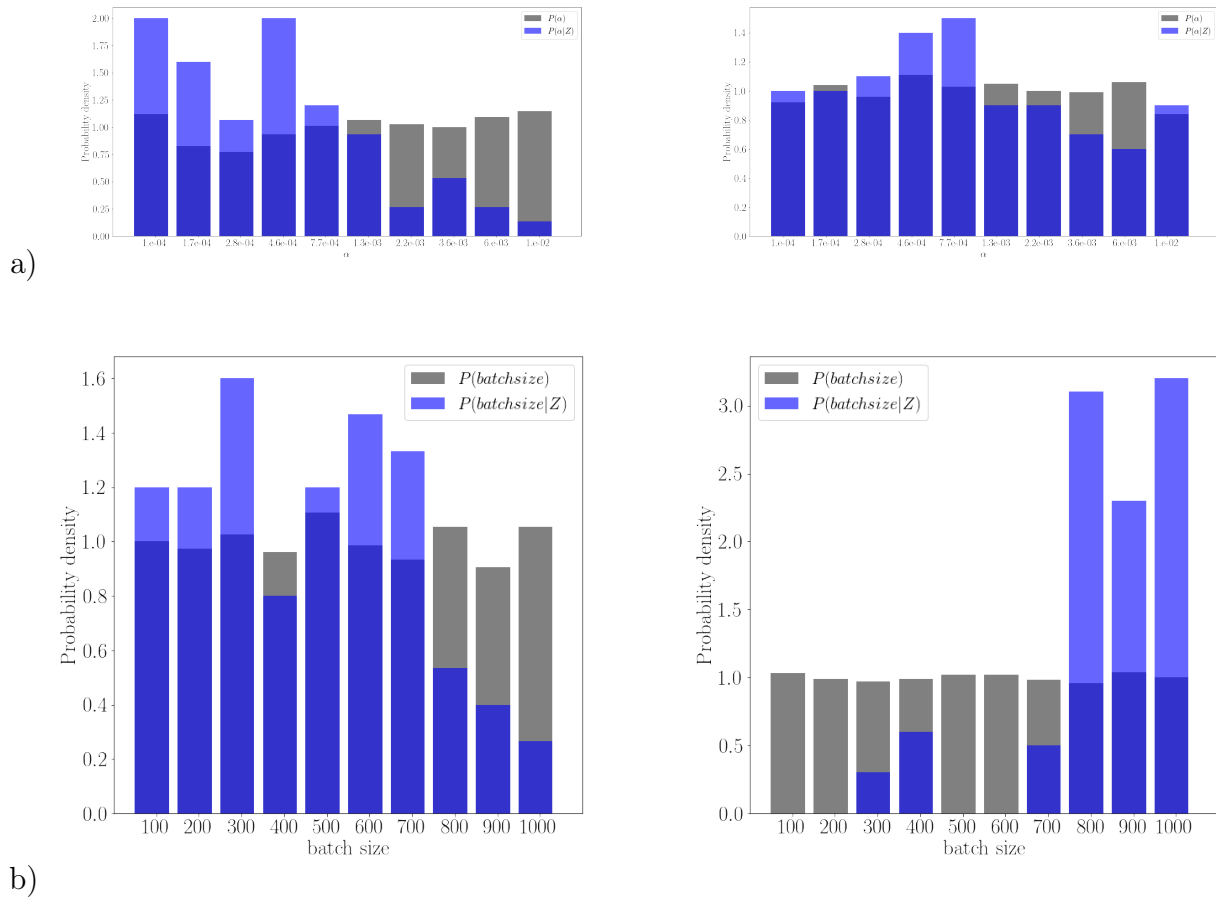 2.00
1.75
1.50
1.25
1.00
0.75
0.50
0.25
0.00
Probability density
P(α)
P(α|Z)
1.e-04 1.7e-04 2.8e-04 4.6e-04 7.7e-04 1.3e-03 2.2e-03 3.6e-03 6.e-03 1.e-02
α
1.4
1.2
1.0
0.8
0.6
0.4
0.2
0.0
Probability density
P(α)
P(α|Z)
1.e-04 1.7e-04 2.8e-04 4.6e-04 7.7e-04 1.3e-03 2.2e-03 3.6e-03 6.e-03 1.e-02
α
a)
1.6
1.4
1.2
1.0
0.8
0.6
0.4
0.2
0.0
Probability density
P(batchsize)
P(batchsize|Z)
100 200 300 400 500 600 700 800 900 1000
batch size
3.0
2.5
2.0
1.5
1.0
0.5
0.0
Probability density
P(batchsize)
P(batchsize|Z)
100 200 300 400 500 600 700 800 900 1000
batch size
b)